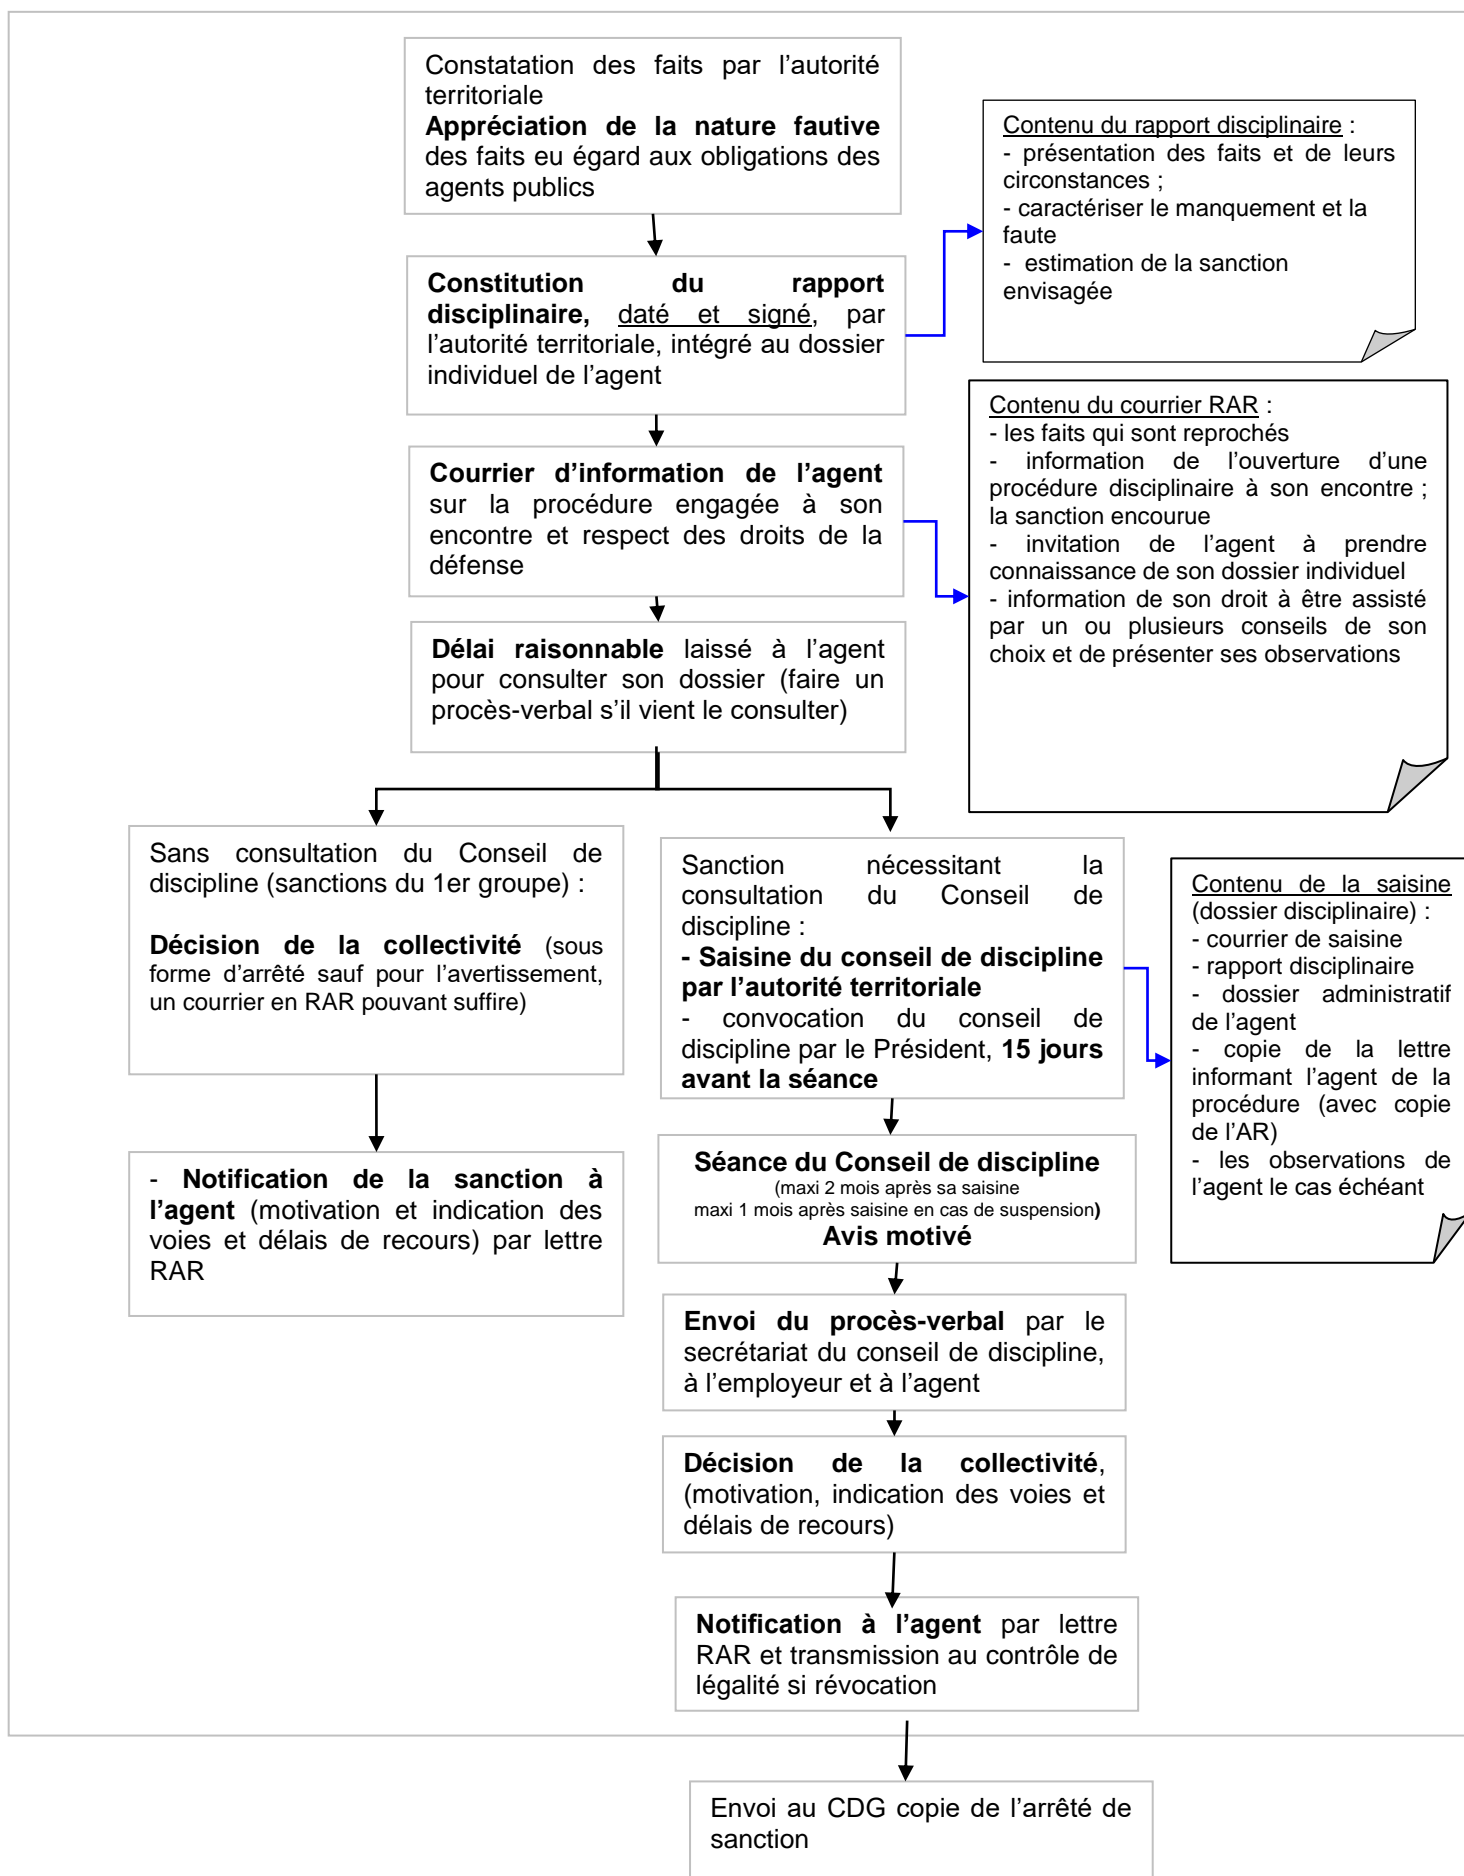 Constatation des faits par l’autorité
territoriale
Appréciation de la nature fautive
des faits eu égard aux obligations des
agents publics
Contenu du rapport disciplinaire :
- présentation des faits et de leurs
circonstances ;
- caractériser le manquement et la
faute
- estimation de la sanction
envisagée
Constitution du rapport
disciplinaire, daté et signé, par
l’autorité territoriale, intégré au dossier
individuel de l’agent
Contenu du courrier RAR :
- les faits qui sont reprochés
- information de l’ouverture d’une
procédure disciplinaire à son encontre ;
la sanction encourue
- invitation de l’agent à prendre
connaissance de son dossier individuel
- information de son droit à être assisté
par un ou plusieurs conseils de son
choix et de présenter ses observations
Courrier d’information de l’agent
sur la procédure engagée à son
encontre et respect des droits de la
défense
Délai raisonnable laissé à l’agent
pour consulter son dossier (faire un
procès-verbal s’il vient le consulter)
Sans consultation du Conseil de
discipline (sanctions du 1er groupe) :
Décision de la collectivité (sous
forme d’arrêté sauf pour l’avertissement,
un courrier en RAR pouvant suffire)
- Notification de la sanction à
l’agent (motivation et indication des
voies et délais de recours) par lettre
RAR
Sanction nécessitant la
consultation du Conseil de
discipline :
- Saisine du conseil de discipline
par l’autorité territoriale
- convocation du conseil de
discipline par le Président, 15 jours
avant la séance
Contenu de la saisine
(dossier disciplinaire) :
- courrier de saisine
- rapport disciplinaire
- dossier administratif
de l’agent
- copie de la lettre
informant l’agent de la
procédure (avec copie
de l’AR)
- les observations de
l’agent le cas échéant
Séance du Conseil de discipline
(maxi 2 mois après sa saisine
maxi 1 mois après saisine en cas de suspension)
Avis motivé
Envoi du procès-verbal par le
secrétariat du conseil de discipline,
à l’employeur et à l’agent
Décision de la collectivité,
(motivation, indication des voies et
délais de recours)
Notification à l’agent par lettre
RAR et transmission au contrôle de
légalité si révocation
Envoi au CDG copie de l’arrêté de
sanction